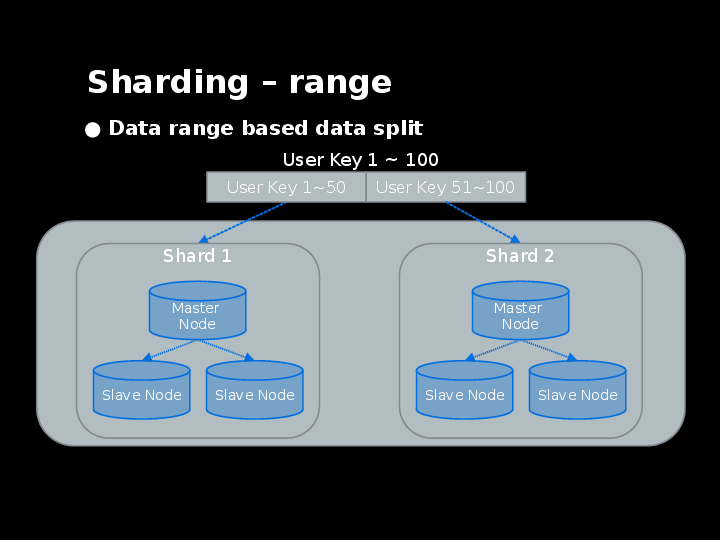 Sharding – range
● Data range based data split
User Key 1 ~ 100
User Key 1~50
User Key 51~100
Shard 1
Shard 2
Master
Node
Master
Node
Slave Node
Slave Node
Slave Node
Slave Node